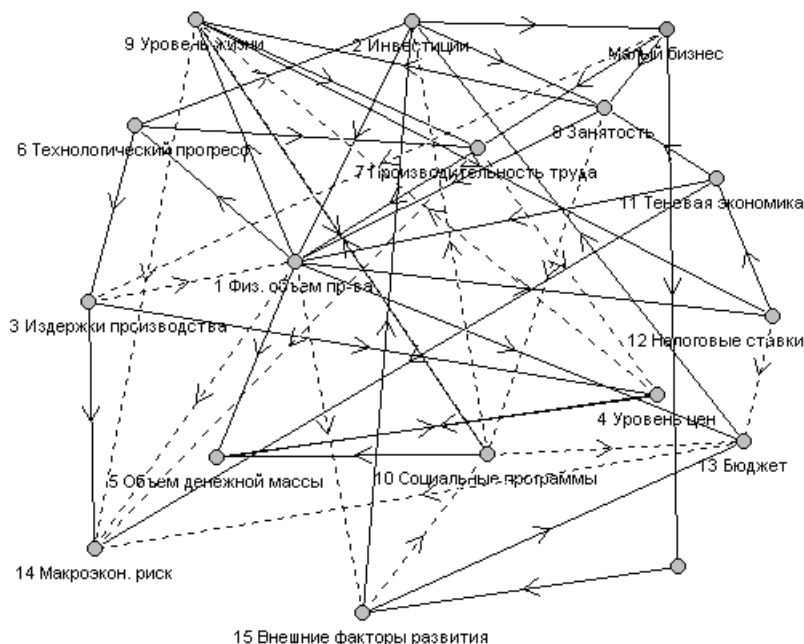 9 Уровень жизни
2 Инвестиции
Малый бизнес
6 Технологический прогресс
7 Производительность труда
8 Занятость
11 Теневая экономика
1 Физ. объем пр-ва
3 Издержки производства
12 Налоговые ставки
4 Уровень цен
13 Бюджет
5 Объем денежной массы
10 Социальные программы
14 Макроэкон. риск
15 Внешние факторы развития